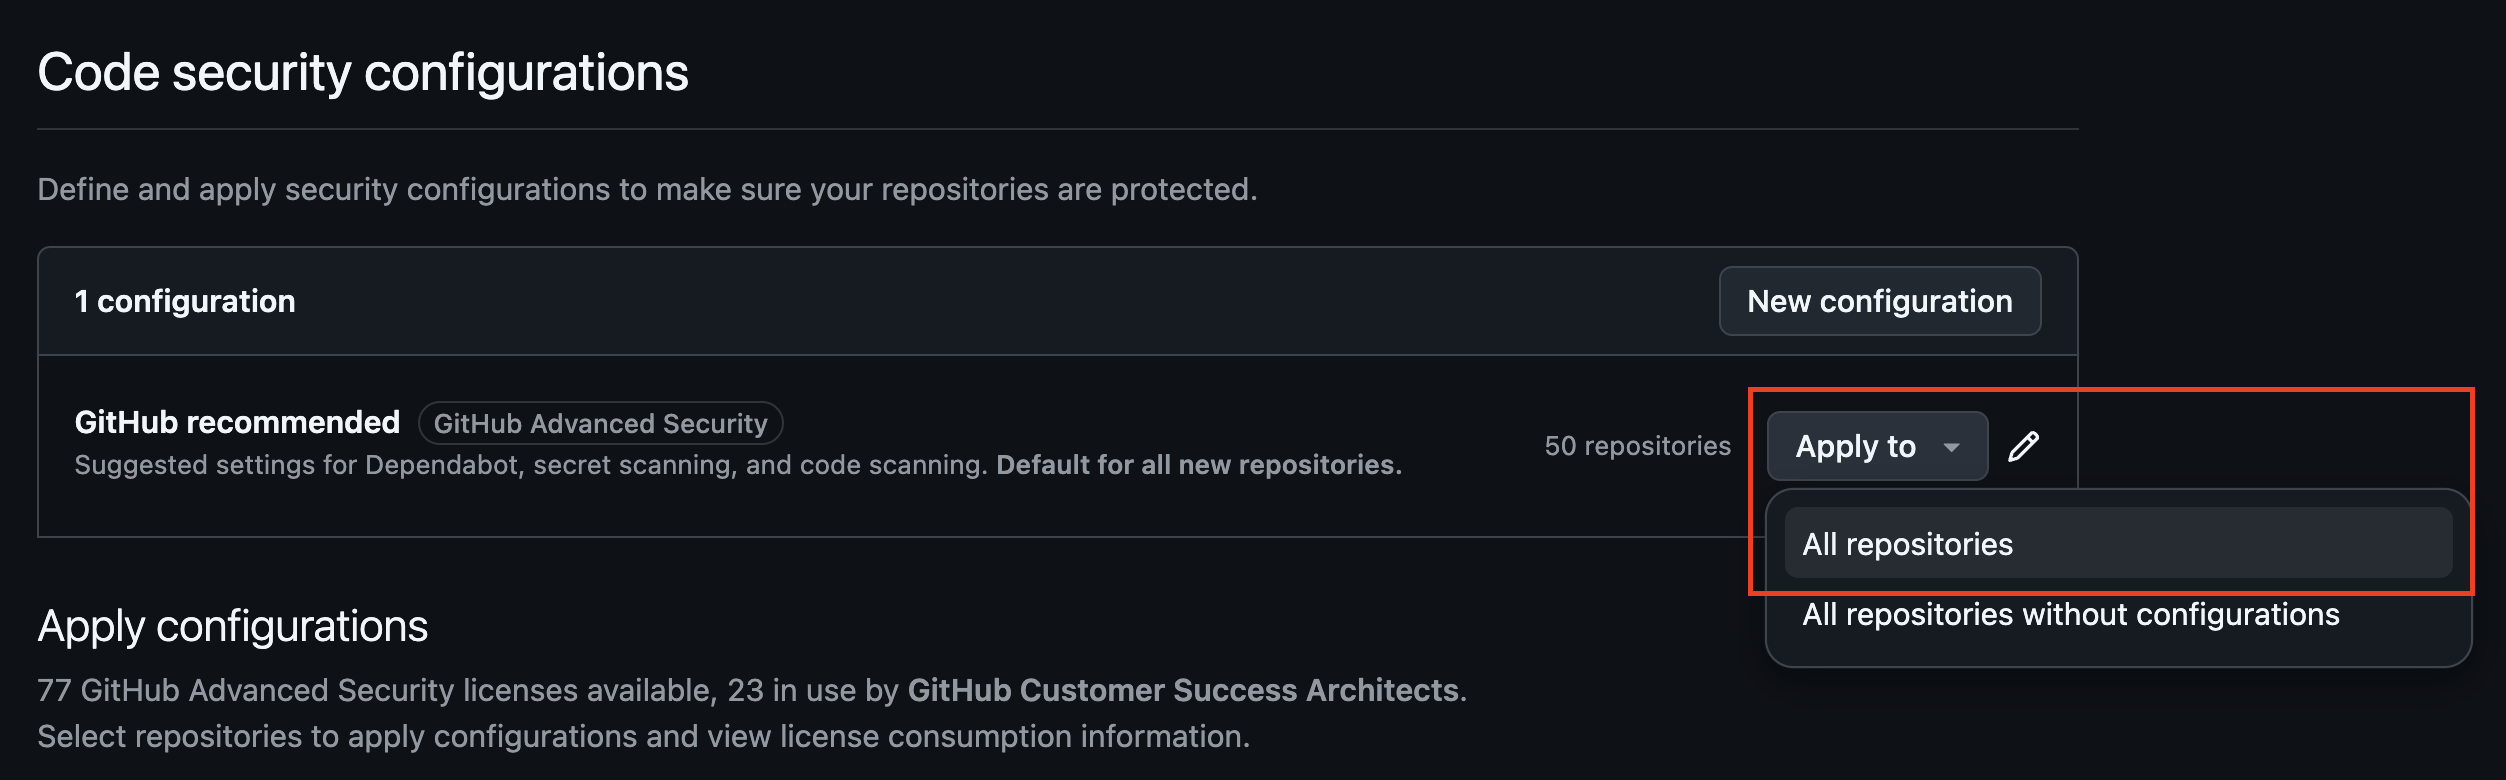 Code security configurations
Define and apply security configurations to make sure your repositories are protected.
1 configuration
New configuration
GitHub recommended
GitHub Advanced Security
Suggested settings for Dependabot, secret scanning, and code scanning. Default for all new repositories.
50 repositories
Apply to
All repositories
All repositories without configurations
Apply configurations
77 GitHub Advanced Security licenses available, 23 in use by GitHub Customer Success Architects.
Select repositories to apply configurations and view license consumption information.